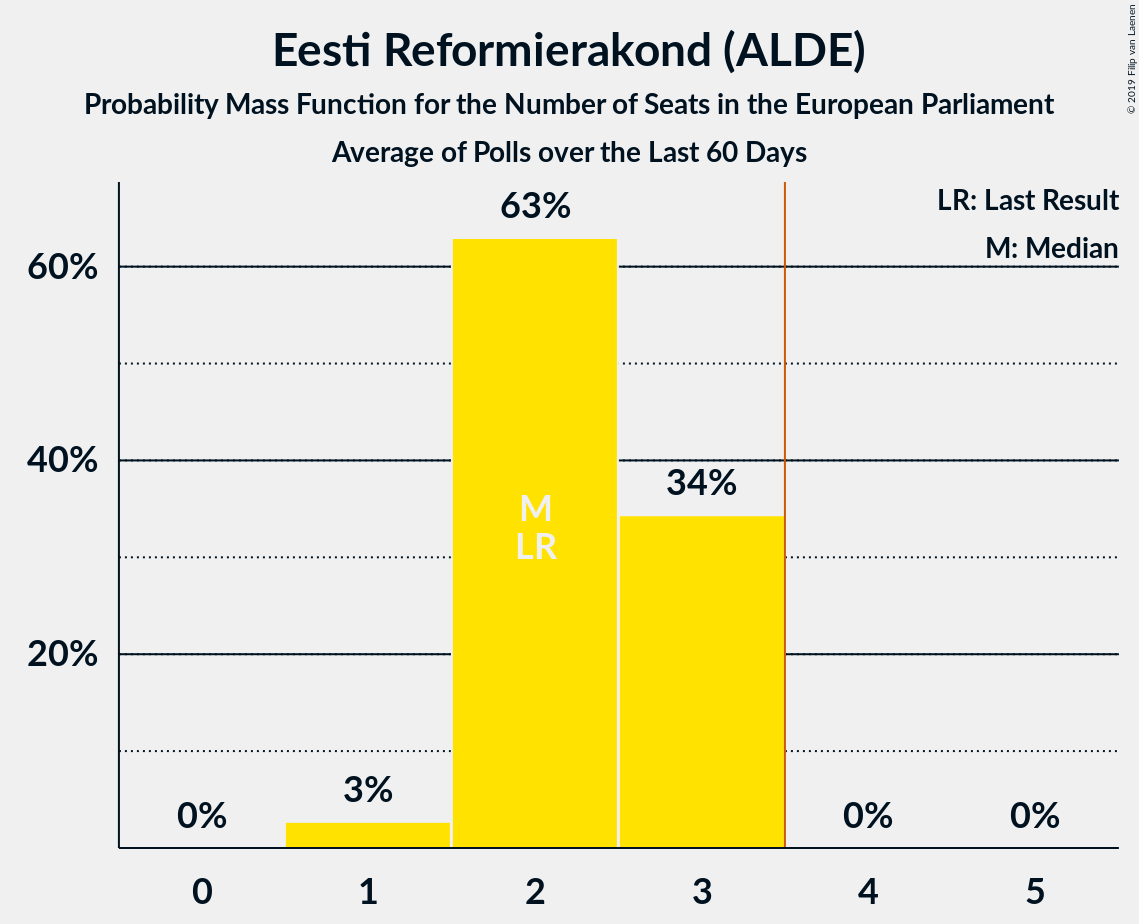 Eesti Reformierakond (ALDE)
Probability Mass Function for the Number of Seats in the European Parliament
Average of Polls over the Last 60 Days
© 2019 Filip van Laenen
LR: Last Result
M: Median
63%
60%
40%
34%
M
LR
20%
3%
0%
0%
0%
0
1
2
3
4
5